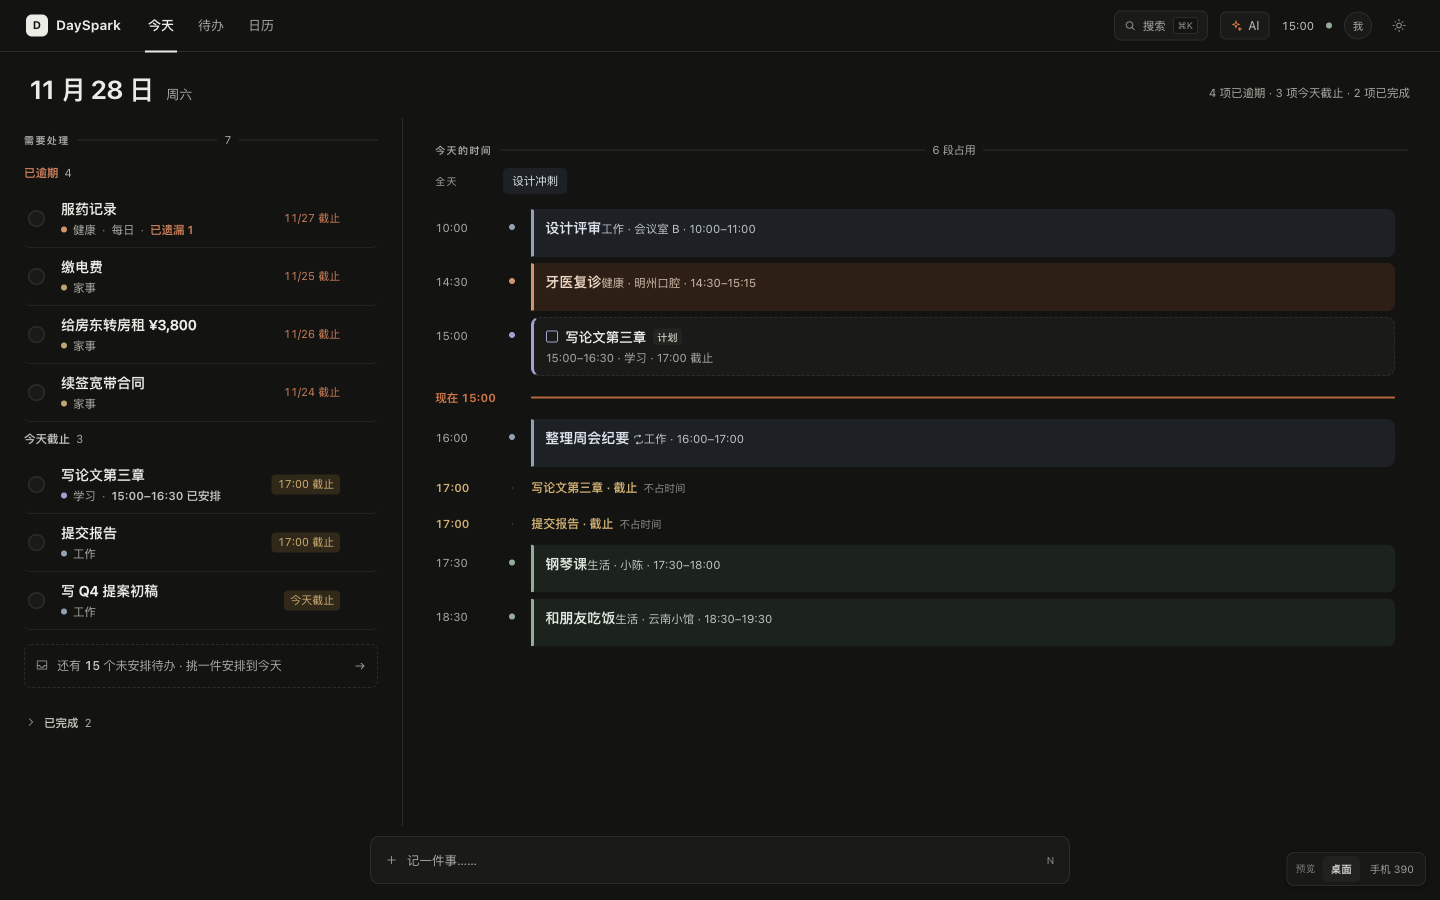 D DaySpark 今天 待办 日历 搜索 ⌘K AI 15:00 我
11 月 28 日 周六 4 项已逾期 · 3 项今天截止 · 2 项已完成
需要处理 7
已逾期 4
服药记录 11/27 截止
健康 · 每日 · 已遗漏 1
缴电费 11/25 截止
家事
给房东转房租 ¥3,800 11/26 截止
家事
续签宽带合同 11/24 截止
家事
今天截止 3
写论文第三章 17:00 截止
学习 · 15:00–16:30 已安排
提交报告 17:00 截止
工作
写 Q4 提案初稿 今天截止
工作
还有 15 个未安排待办 · 挑一件安排到今天 →
已完成 2
今天的时间 6 段占用
全天 设计冲刺
10:00 设计评审工作 · 会议室 B · 10:00–11:00
14:30 牙医复诊健康 · 明州口腔 · 14:30–15:15
15:00 写论文第三章 计划
15:00–16:30 · 学习 · 17:00 截止
现在 15:00
16:00 整理周会纪要 工作 · 16:00–17:00
17:00 写论文第三章 · 截止 不占时间
17:00 提交报告 · 截止 不占时间
17:30 钢琴课生活 · 小陈 · 17:30–18:00
18:30 和朋友吃饭生活 · 云南小馆 · 18:30–19:30
+ 记一件事…… N
预览 桌面 手机 390